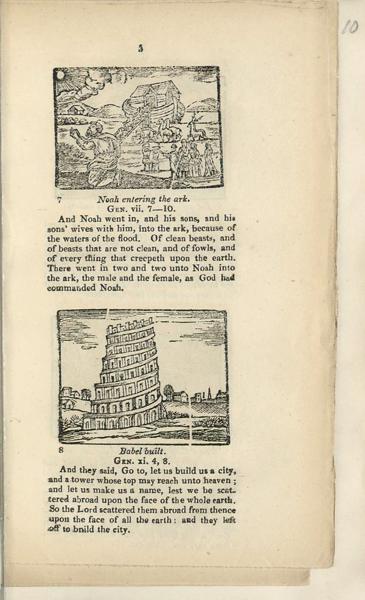 10
5
7 Noah entering the ark.
GEN. vii. 7—10.
And Noah went in, and his sons, and his
sons' wives with him, into the ark, because of
the waters of the flood. Of clean beasts, and
of beasts that are not clean, and of fowls, and
of every thing that creepeth upon the earth.
There went in two and two unto Noah into
the ark, the male and the female, as God had
commanded Noah.
8 Babel built.
GEN. xi. 4, 8.
And they said, Go to, let us build us a city,
and a tower whose top may reach unto heaven;
and let us make us a name, lest we be scat-
tered abroad upon the face of the whole earth.
So the Lord scattered them abroad from thence
upon the face of all the earth: and they left
off to bnild the city.